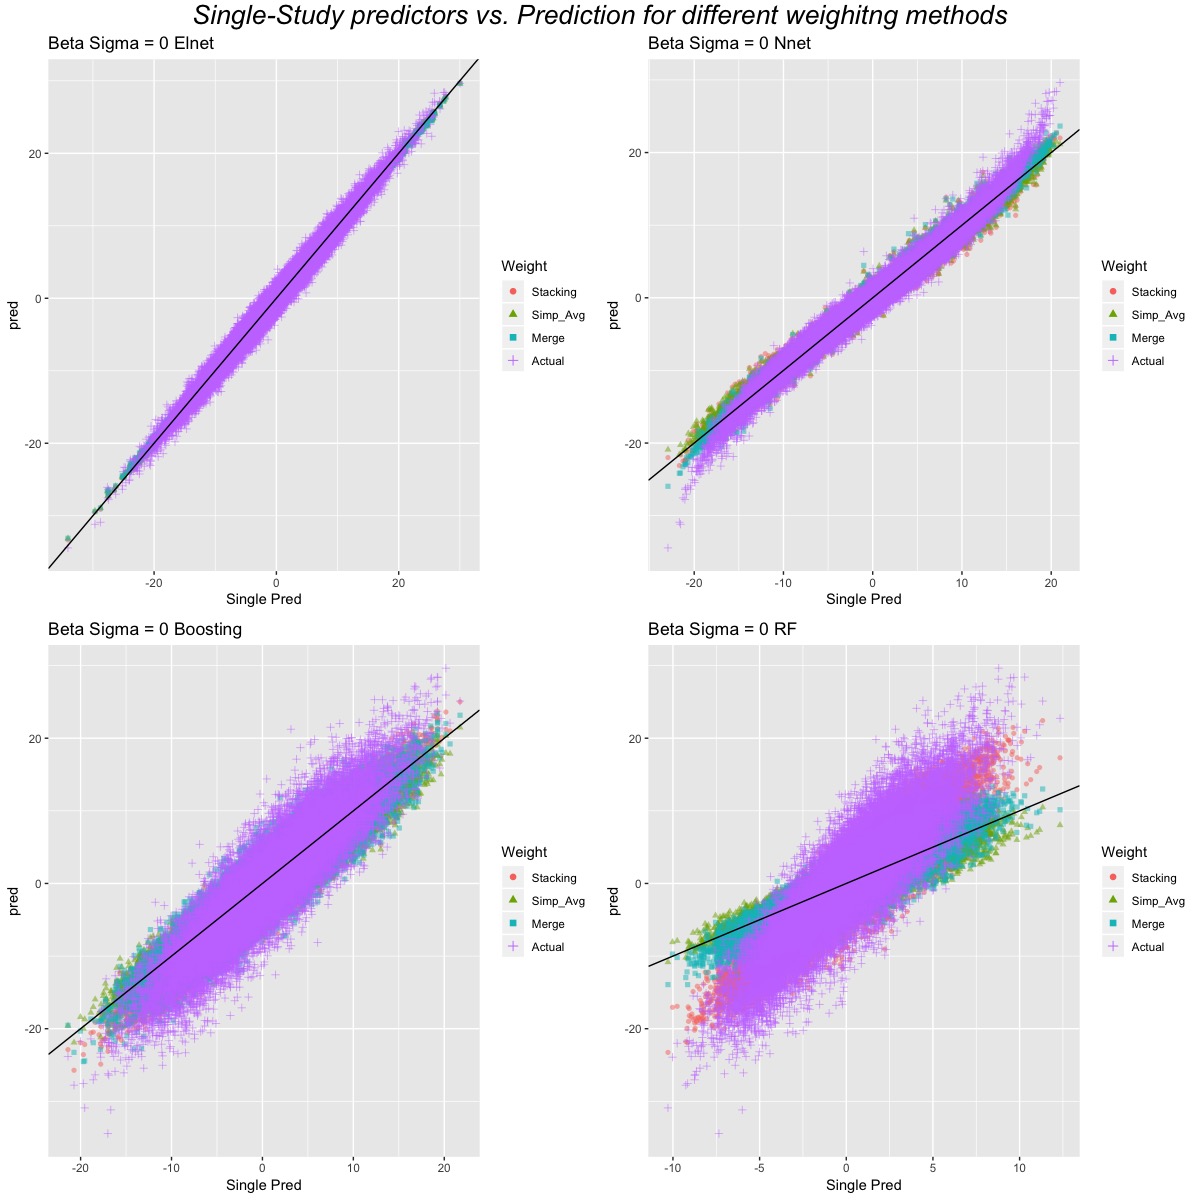 Single-Study predictors vs. Prediction for different weighitng methods
Beta Sigma = 0 Elnet
20
0
-20
pred
-20 0 20
Single Pred
Weight
Stacking
Simp_Avg
Merge
Actual
Beta Sigma = 0 Nnet
20
0
-20
pred
-20 -10 0 10 20
Single Pred
Weight
Stacking
Simp_Avg
Merge
Actual
Beta Sigma = 0 Boosting
20
0
-20
pred
-20 -10 0 10 20
Single Pred
Weight
Stacking
Simp_Avg
Merge
Actual
Beta Sigma = 0 RF
20
0
-20
pred
-10 -5 0 5 10
Single Pred
Weight
Stacking
Simp_Avg
Merge
Actual